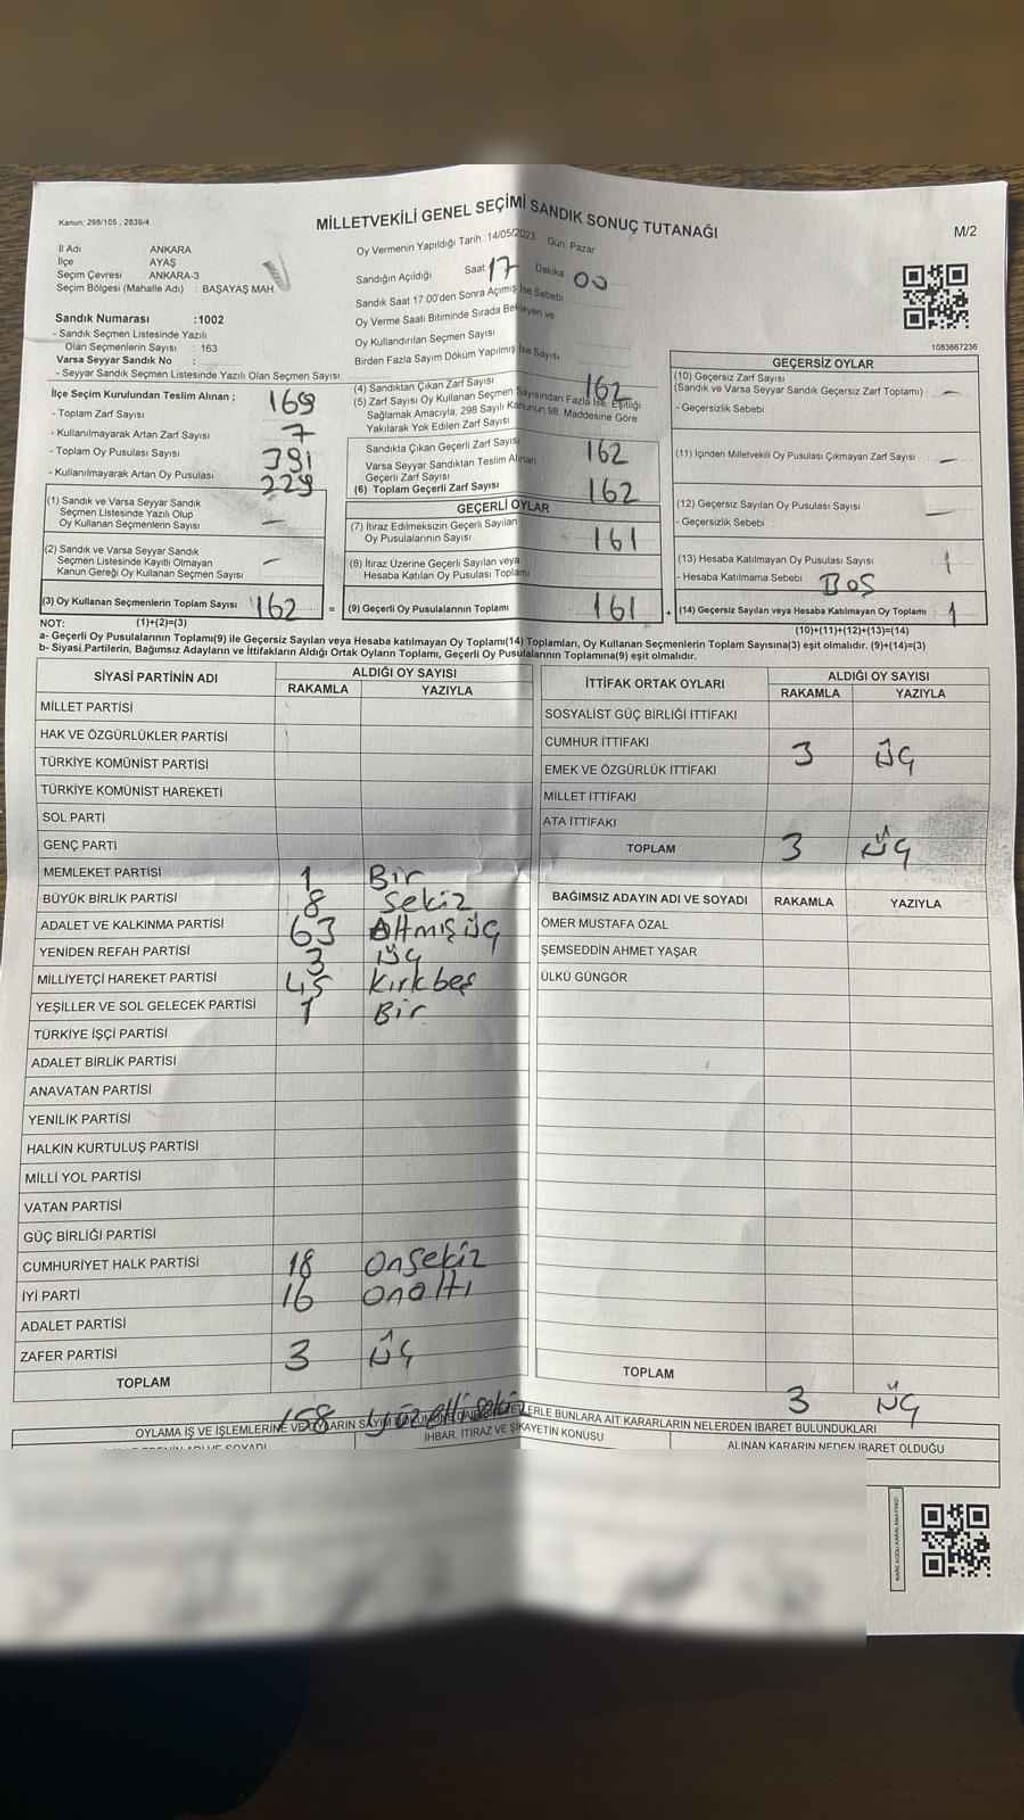 Kanun: 298/105 , 2839/4
MİLLETVEKİLİ GENEL SEÇİMİ SANDIK SONUÇ TUTANAĞI
M/2
İl Adı ANKARA
İlçe AYAŞ
Seçim Çevresi ANKARA-3
Seçim Bölgesi (Mahalle Adı) : BAŞAYAŞ MAH
Sandık Numarası :1002
- Sandık Seçmen Listesinde Yazılı
Olan Seçmenlerin Sayısı : 163
Varsa Seyyar Sandık No :
- Seyyar Sandık Seçmen Listesinde Yazılı Olan Seçmen Sayısı
Oy Vermenin Yapıldığı Tarih :14/05/2023 Gün: Pazar
Sandığın Açıldığı Saat 17 Dakika 00
Sandık Saat 17.00'den Sonra Açılmış İse Sebebi
Oy Verme Saati Bitiminde Sırada Bekleyen ve
Oy Kullandırılan Seçmen Sayısı
Birden Fazla Sayım Döküm Yapılmış İse Sayısı
1083667236
İlçe Seçim Kurulundan Teslim Alınan ; 169
- Toplam Zarf Sayısı
- Kullanılmayarak Artan Zarf Sayısı 7
- Toplam Oy Pusulası Sayısı 391
- Kullanılmayarak Artan Oy Pusulası 229
(1) Sandık ve Varsa Seyyar Sandık
Seçmen Listesinde Yazılı Olup
Oy Kullanan Seçmenlerin Sayısı –
(2) Sandık ve Varsa Seyyar Sandık
Seçmen Listesinde Kayıtlı Olmayan
Kanun Gereği Oy Kullanan Seçmen Sayısı –
(3) Oy Kullanan Seçmenlerin Toplam Sayısı 162 =
(1)+(2)=(3)
(4) Sandıktan Çıkan Zarf Sayısı 162
(5) Zarf Sayısı Oy Kullanan Seçmen Sayısından Fazla İse, Eşitliği
Sağlamak Amacıyla, 298 Sayılı Kanunun 98. Maddesine Göre
Yakılarak Yok Edilen Zarf Sayısı
Sandıkta Çıkan Geçerli Zarf Sayısı 162
Varsa Seyyar Sandıktan Teslim Alınan
Geçerli Zarf Sayısı
(6) Toplam Geçerli Zarf Sayısı 162
GEÇERLİ OYLAR
(7) İtiraz Edilmeksizin Geçerli Sayılan
Oy Pusulalarının Sayısı 161
(8) İtiraz Üzerine Geçerli Sayılan veya
Hesaba Katılan Oy Pusulası Toplamı
(9) Geçerli Oy Pusulalarının Toplamı 161 +
GEÇERSİZ OYLAR
(10) Geçersiz Zarf Sayısı
(Sandık ve Varsa Seyyar Sandık Geçersiz Zarf Toplamı) –
- Geçersizlik Sebebi
(11) İçinden Milletvekili Oy Pusulası Çıkmayan Zarf Sayısı –
(12) Geçersiz Sayılan Oy Pusulası Sayısı –
- Geçersizlik Sebebi
(13) Hesaba Katılmayan Oy Pusulası Sayısı 1
- Hesaba Katılmama Sebebi BOŞ
(14) Geçersiz Sayılan veya Hesaba Katılmayan Oy Toplamı 1
(10)+(11)+(12)+(13)=(14)
NOT:
a- Geçerli Oy Pusulalarının Toplamı(9) ile Geçersiz Sayılan veya Hesaba katılmayan Oy Toplamı(14) Toplamları, Oy Kullanan Seçmenlerin Toplam Sayısına(3) eşit olmalıdır. (9)+(14)=(3)
b- Siyasi Partilerin, Bağımsız Adayların ve İttifakların Aldığı Ortak Oyların Toplamı, Geçerli Oy Pusulalarının Toplamına(9) eşit olmalıdır.
SİYASİ PARTİNİN ADI ALDIĞI OY SAYISI
RAKAMLA YAZIYLA
MİLLET PARTİSİ
HAK VE ÖZGÜRLÜKLER PARTİSİ
TÜRKİYE KOMÜNİST PARTİSİ
TÜRKİYE KOMÜNİST HAREKETİ
SOL PARTİ
GENÇ PARTİ
MEMLEKET PARTİSİ 1 Bir
BÜYÜK BİRLİK PARTİSİ 8 Sekiz
ADALET VE KALKINMA PARTİSİ 63 Altmışüç
YENİDEN REFAH PARTİSİ 3 Üç
MİLLİYETÇİ HAREKET PARTİSİ 45 Kırkbeş
YEŞİLLER VE SOL GELECEK PARTİSİ 1 Bir
TÜRKİYE İŞÇİ PARTİSİ
ADALET BİRLİK PARTİSİ
ANAVATAN PARTİSİ
YENİLİK PARTİSİ
HALKIN KURTULUŞ PARTİSİ
MİLLİ YOL PARTİSİ
VATAN PARTİSİ
GÜÇ BİRLİĞİ PARTİSİ
CUMHURİYET HALK PARTİSİ 18 Onsekiz
İYİ PARTİ 16 Onaltı
ADALET PARTİSİ
ZAFER PARTİSİ 3 Üç
TOPLAM
158 Yüzellisekiz
İTTİFAK ORTAK OYLARI ALDIĞI OY SAYISI
RAKAMLA YAZIYLA
SOSYALİST GÜÇ BİRLİĞİ İTTİFAKI
CUMHUR İTTİFAKI 3 Üç
EMEK VE ÖZGÜRLÜK İTTİFAKI
MİLLET İTTİFAKI
ATA İTTİFAKI
TOPLAM 3 Üç
BAĞIMSIZ ADAYIN ADI VE SOYADI RAKAMLA YAZIYLA
ÖMER MUSTAFA ÖZAL
ŞEMSEDDİN AHMET YAŞAR
ÜLKÜ GÜNGÖR
TOPLAM
3 Üç
OYLAMA İŞ VE İŞLEMLERİNE VE BUNLARA AİT KARARLARIN NELERDEN İBARET BULUNDUKLARI
İHBAR, İTİRAZ VE ŞİKAYETİN KONUSU
ALINAN KARARIN NEDEN İBARET OLDUĞU